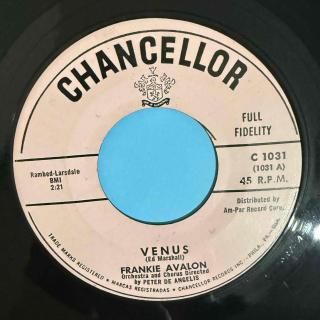 CHANCELLOR
FULL
FIDELITY
Rambed-Larsdale
BMI
2:21
C 1031
(1031 A)
45 R.P.M.
Distributed by
Am-Par Record Corp.
VENUS
(Ed Marshall)
FRANKIE AVALON
Orchestra and Chorus Directed
by PETER DE ANGELIS
TRADE MARKS REGISTERED • MARCAS REGISTRADAS • CHANCELLOR RECORDS INC. - PHILA. PA.